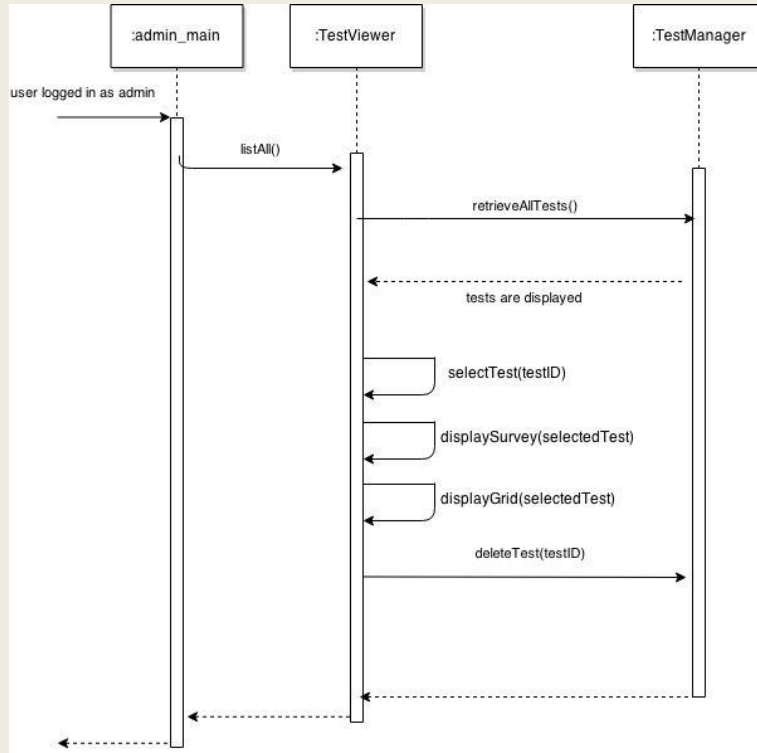 :admin_main
:TestViewer
:TestManager
user logged in as admin
listAll()
retrieveAllTests()
tests are displayed
selectTest(testID)
displaySurvey(selectedTest)
displayGrid(selectedTest)
deleteTest(testID)